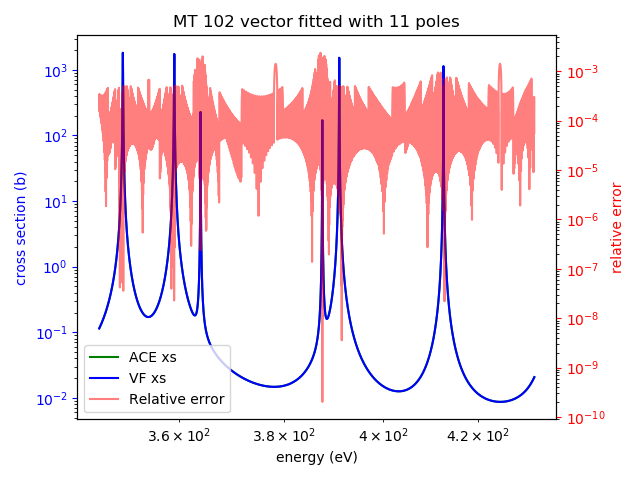 MT 102 vector fitted with 11 poles
cross section (b)
10³
10²
10¹
10⁰
10⁻¹
10⁻²
10⁻³
10⁻⁴
10⁻⁵
10⁻⁶
10⁻⁷
10⁻⁸
10⁻⁹
10⁻¹⁰
relative error
ACE xs
VF xs
Relative error
3.6 × 10² 3.8 × 10² 4 × 10² 4.2 × 10²
energy (eV)